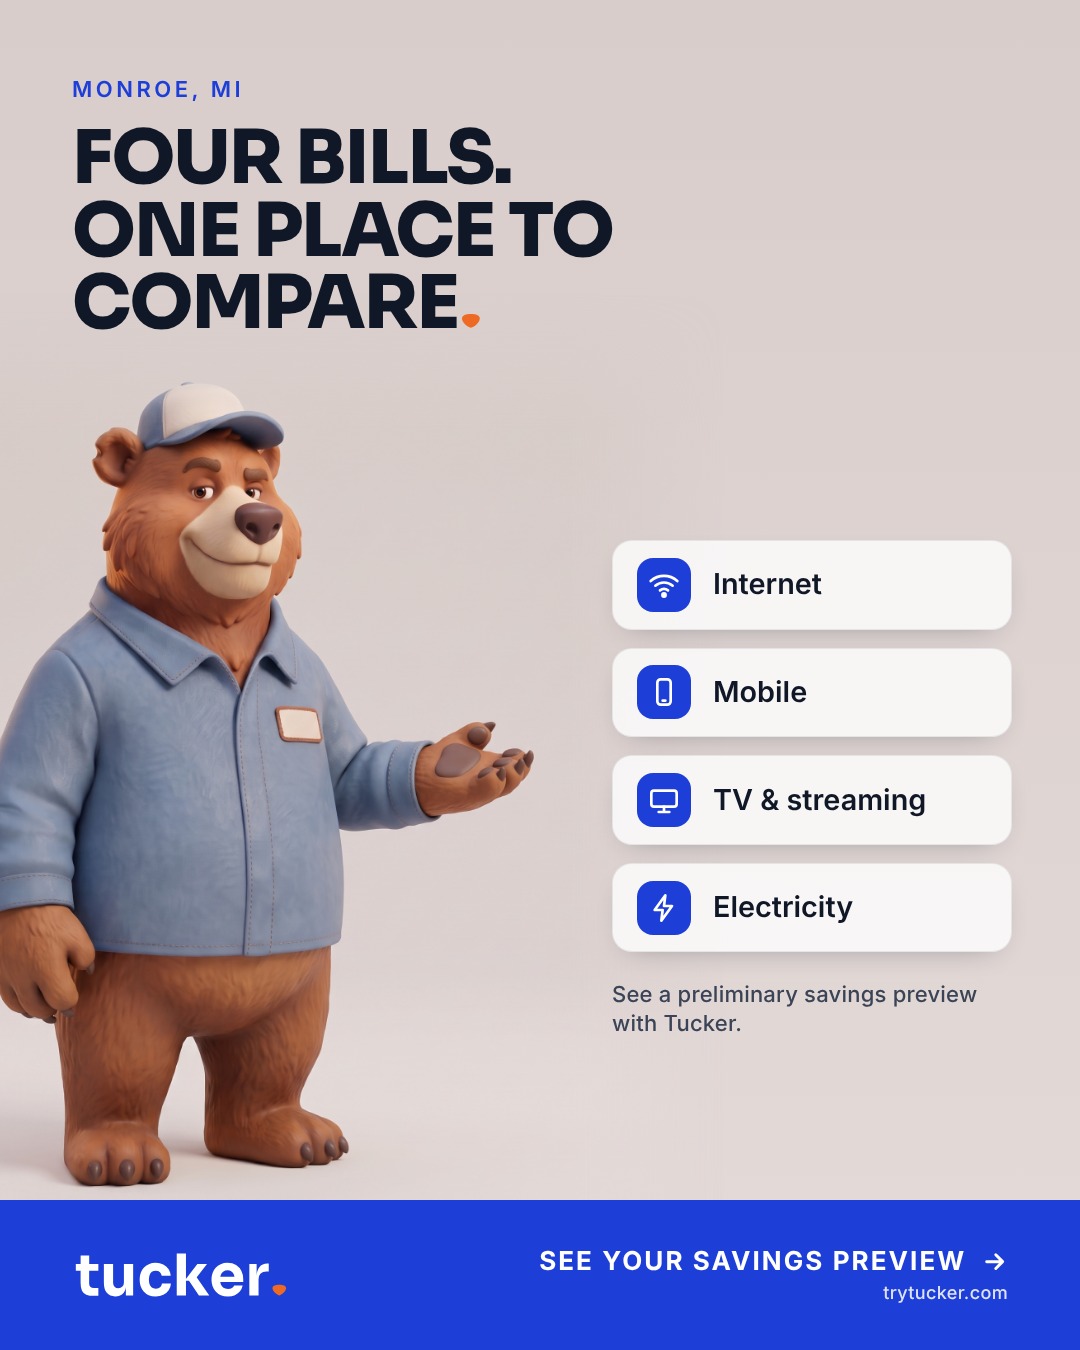 MONROE, MI
FOUR BILLS.
ONE PLACE TO
COMPARE.
Internet
Mobile
TV & streaming
Electricity
See a preliminary savings preview
with Tucker.
tucker.
SEE YOUR SAVINGS PREVIEW →
trytucker.com